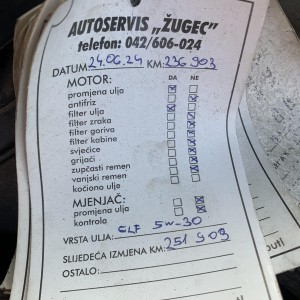 AUTOSERVIS „ŽUGEC"
telefon: 042/606-024
DATUM: 24.06.24 KM: 236 903
MOTOR: DA NE
promjena ulja
antifriz
filter ulja
filter zraka
filter goriva
filter kabine
svjećice
grijači
zupčasti remen
vanjski remen
kočiono ulje
MJENJAČ:
promjena ulja
kontrola
VRSTA ULJA: ELF 5W-30
SLIJEDEĆA IZMJENA KM: 251 903
OSTALO: